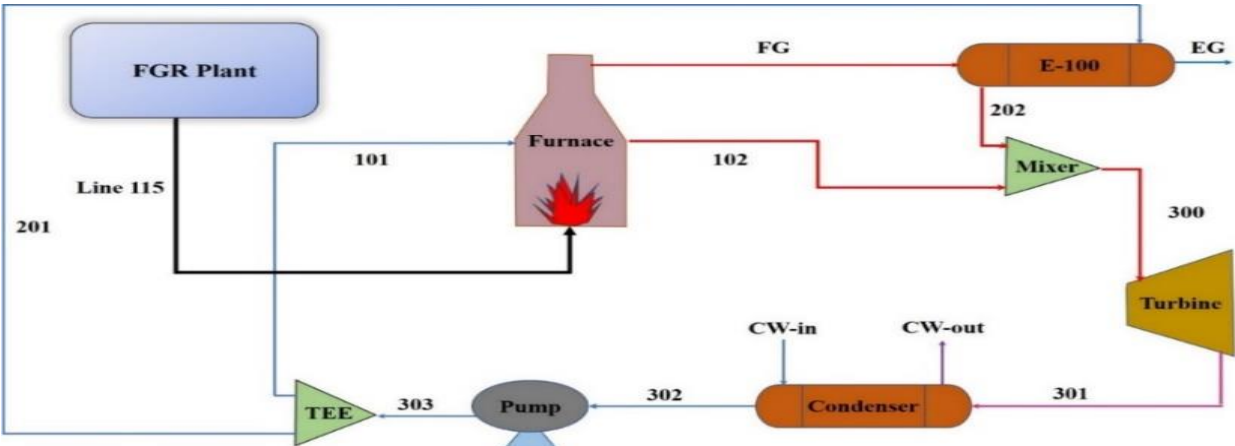 FG
EG
FGR Plant
E-100
202
Furnace
101
102
Mixer
Line 115
300
201
Turbine
CW-in
CW-out
TEE
303
Pump
302
Condenser
301